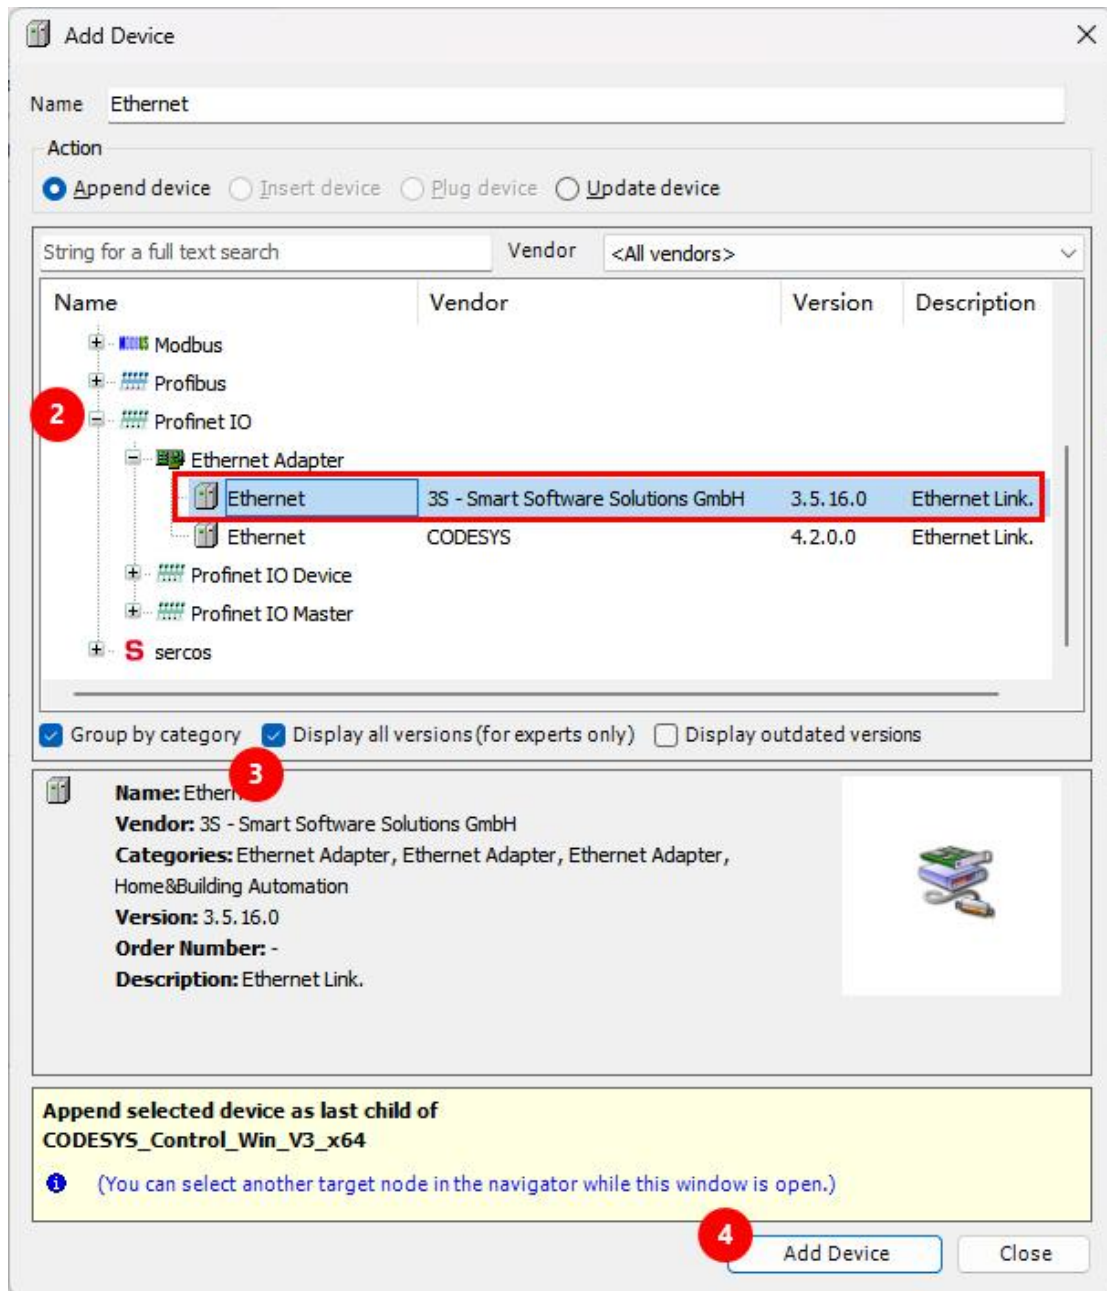 Add Device
Name Ethernet
Action
Append device Insert device Plug device Update device
String for a full text search Vendor <All vendors>
Name Vendor Version Description
MODBUS Modbus
Profibus
2 Profinet IO
Ethernet Adapter
Ethernet 3S - Smart Software Solutions GmbH 3.5.16.0 Ethernet Link.
Ethernet CODESYS 4.2.0.0 Ethernet Link.
Profinet IO Device
Profinet IO Master
S sercos
Group by category Display all versions (for experts only) Display outdated versions
3
Name: Ethern
Vendor: 3S - Smart Software Solutions GmbH
Categories: Ethernet Adapter, Ethernet Adapter, Ethernet Adapter,
Home&Building Automation
Version: 3.5.16.0
Order Number: -
Description: Ethernet Link.
Append selected device as last child of
CODESYS_Control_Win_V3_x64
(You can select another target node in the navigator while this window is open.)
4
Add Device Close